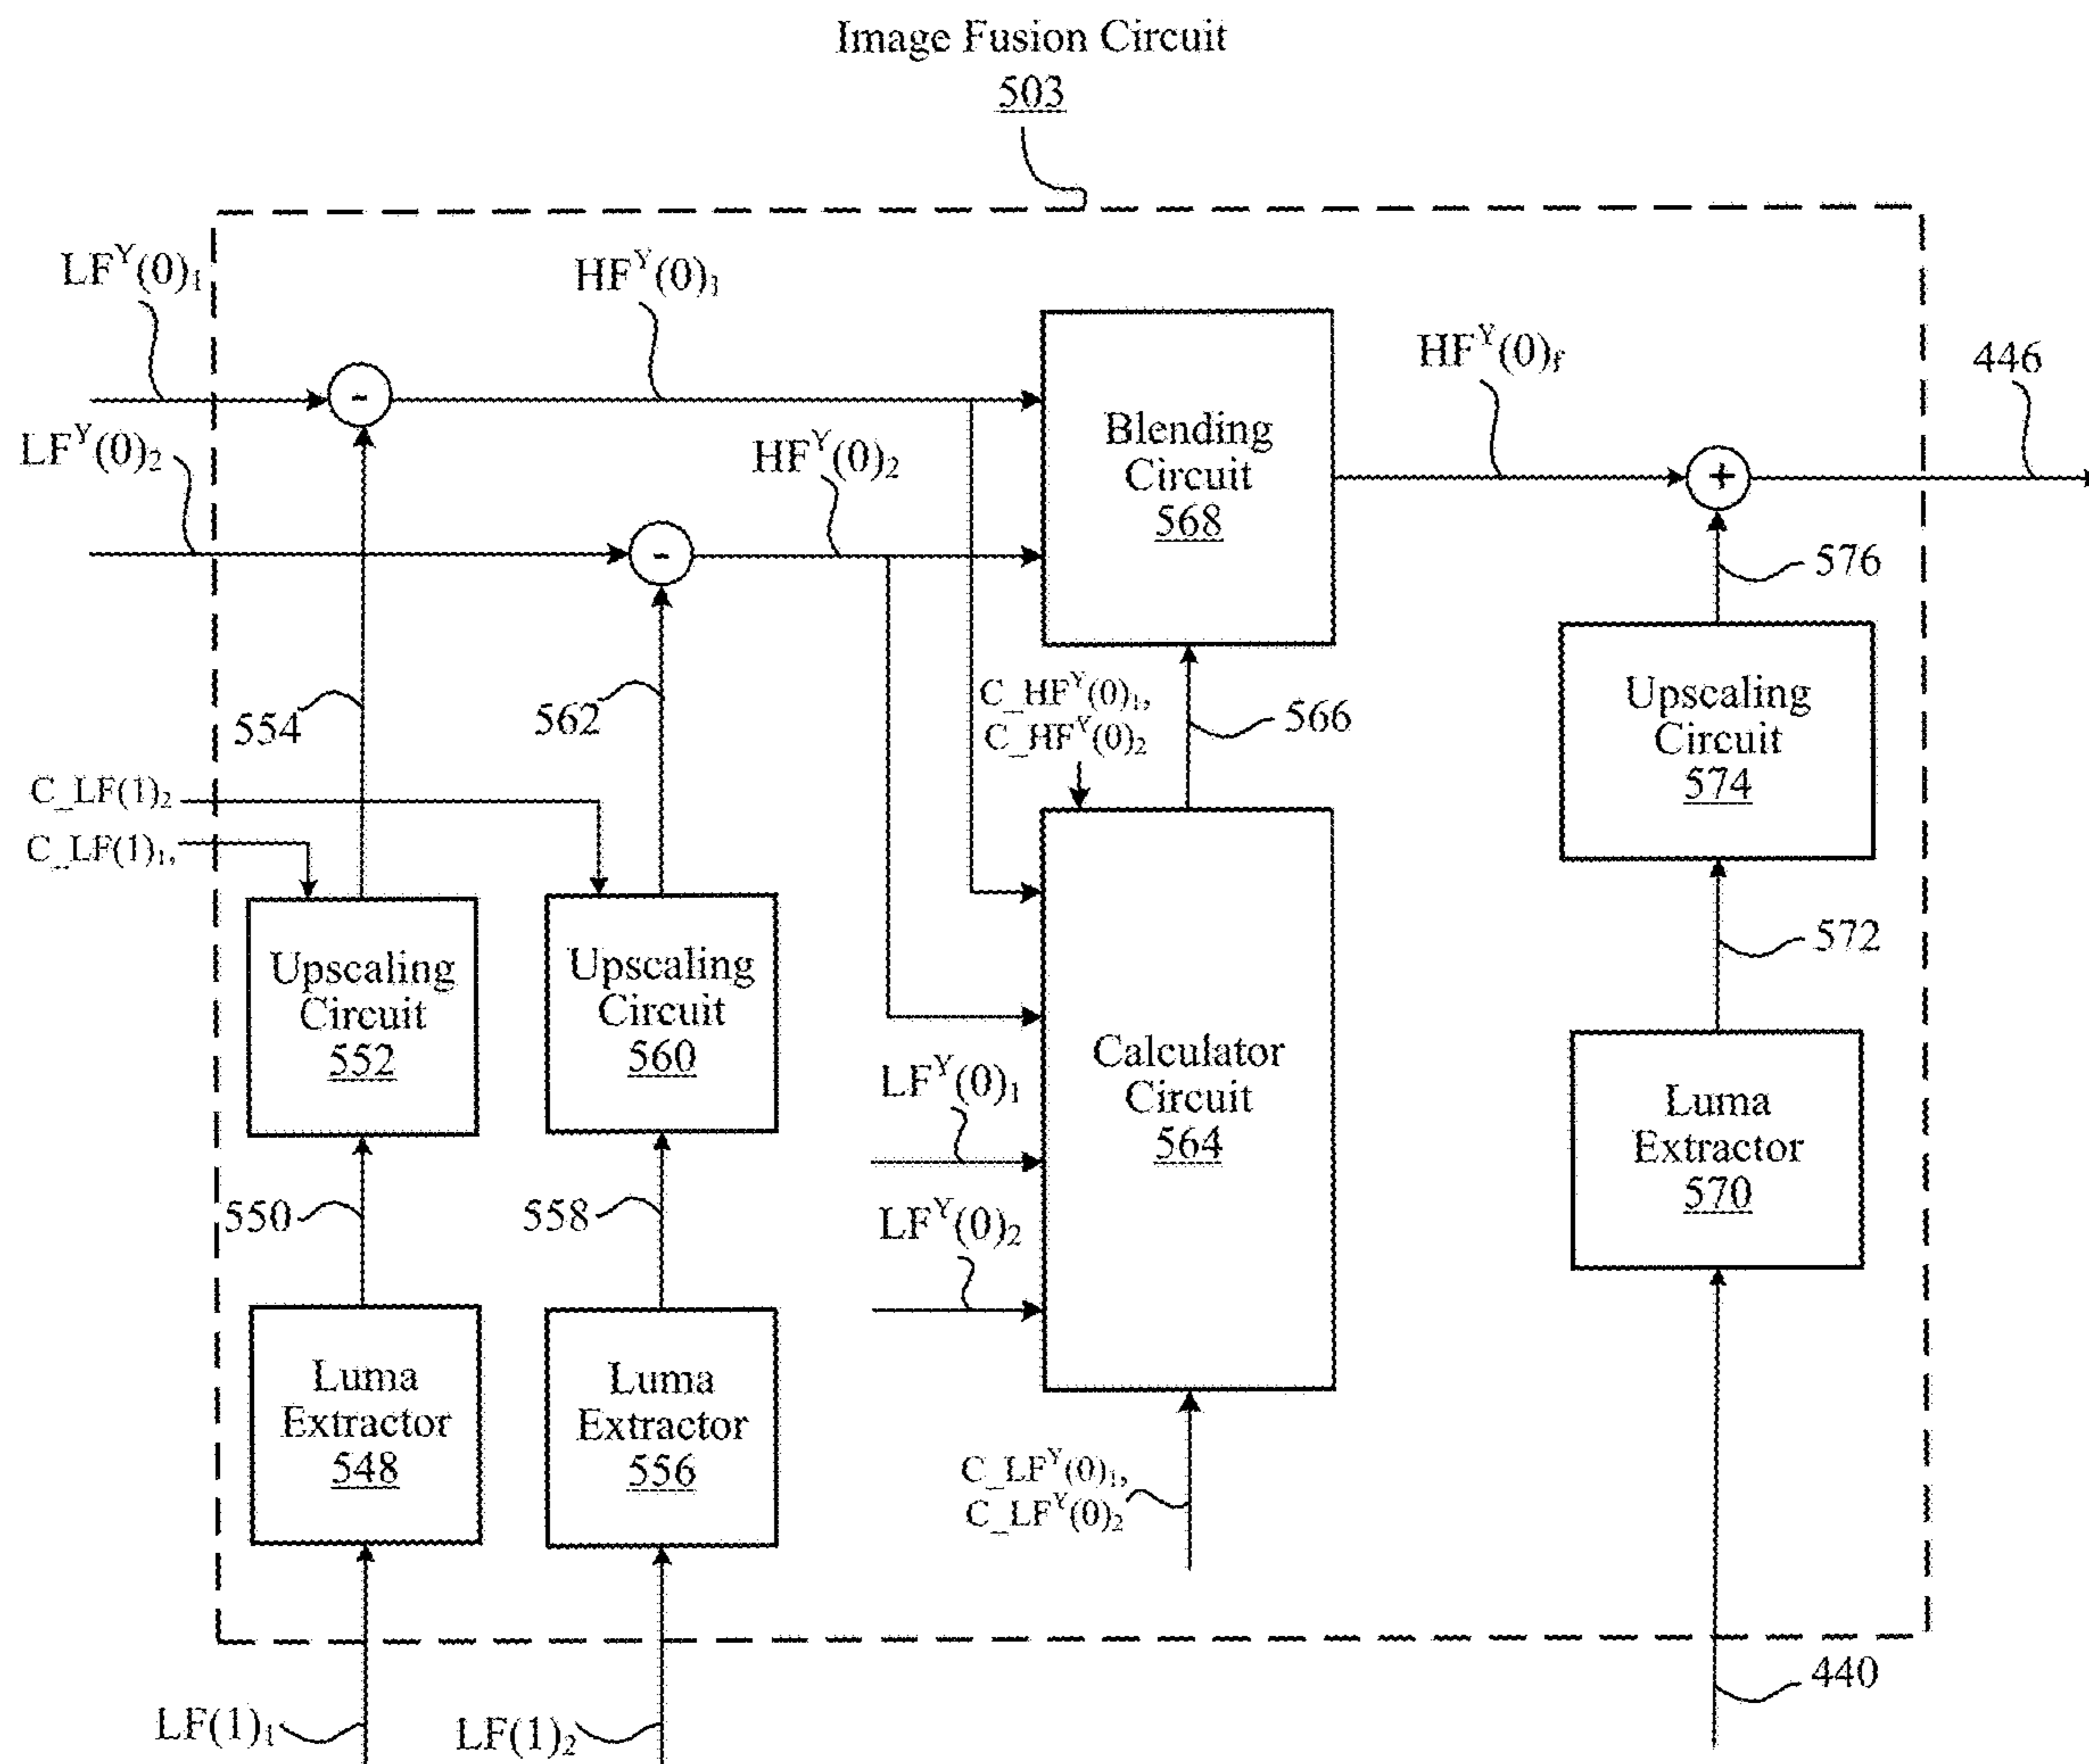 Image Fusion Circuit
503
LFʸ(0)₁
HFʸ(0)₁
LFʸ(0)₂
HFʸ(0)₂
-
-
Blending
Circuit
568
HFʸ(0)f
446
+
576
554
562
C_HFʸ(0)₁,
C_HFʸ(0)₂
566
Upscaling
Circuit
574
C_LF(1)₂
C_LF(1)₁,
572
Upscaling
Circuit
552
Upscaling
Circuit
560
LFʸ(0)₁
LFʸ(0)₂
Calculator
Circuit
564
Luma
Extractor
570
550
558
Luma
Extractor
548
Luma
Extractor
556
C_LFʸ(0)₁,
C_LFʸ(0)₂
440
LF(1)₁
LF(1)₂